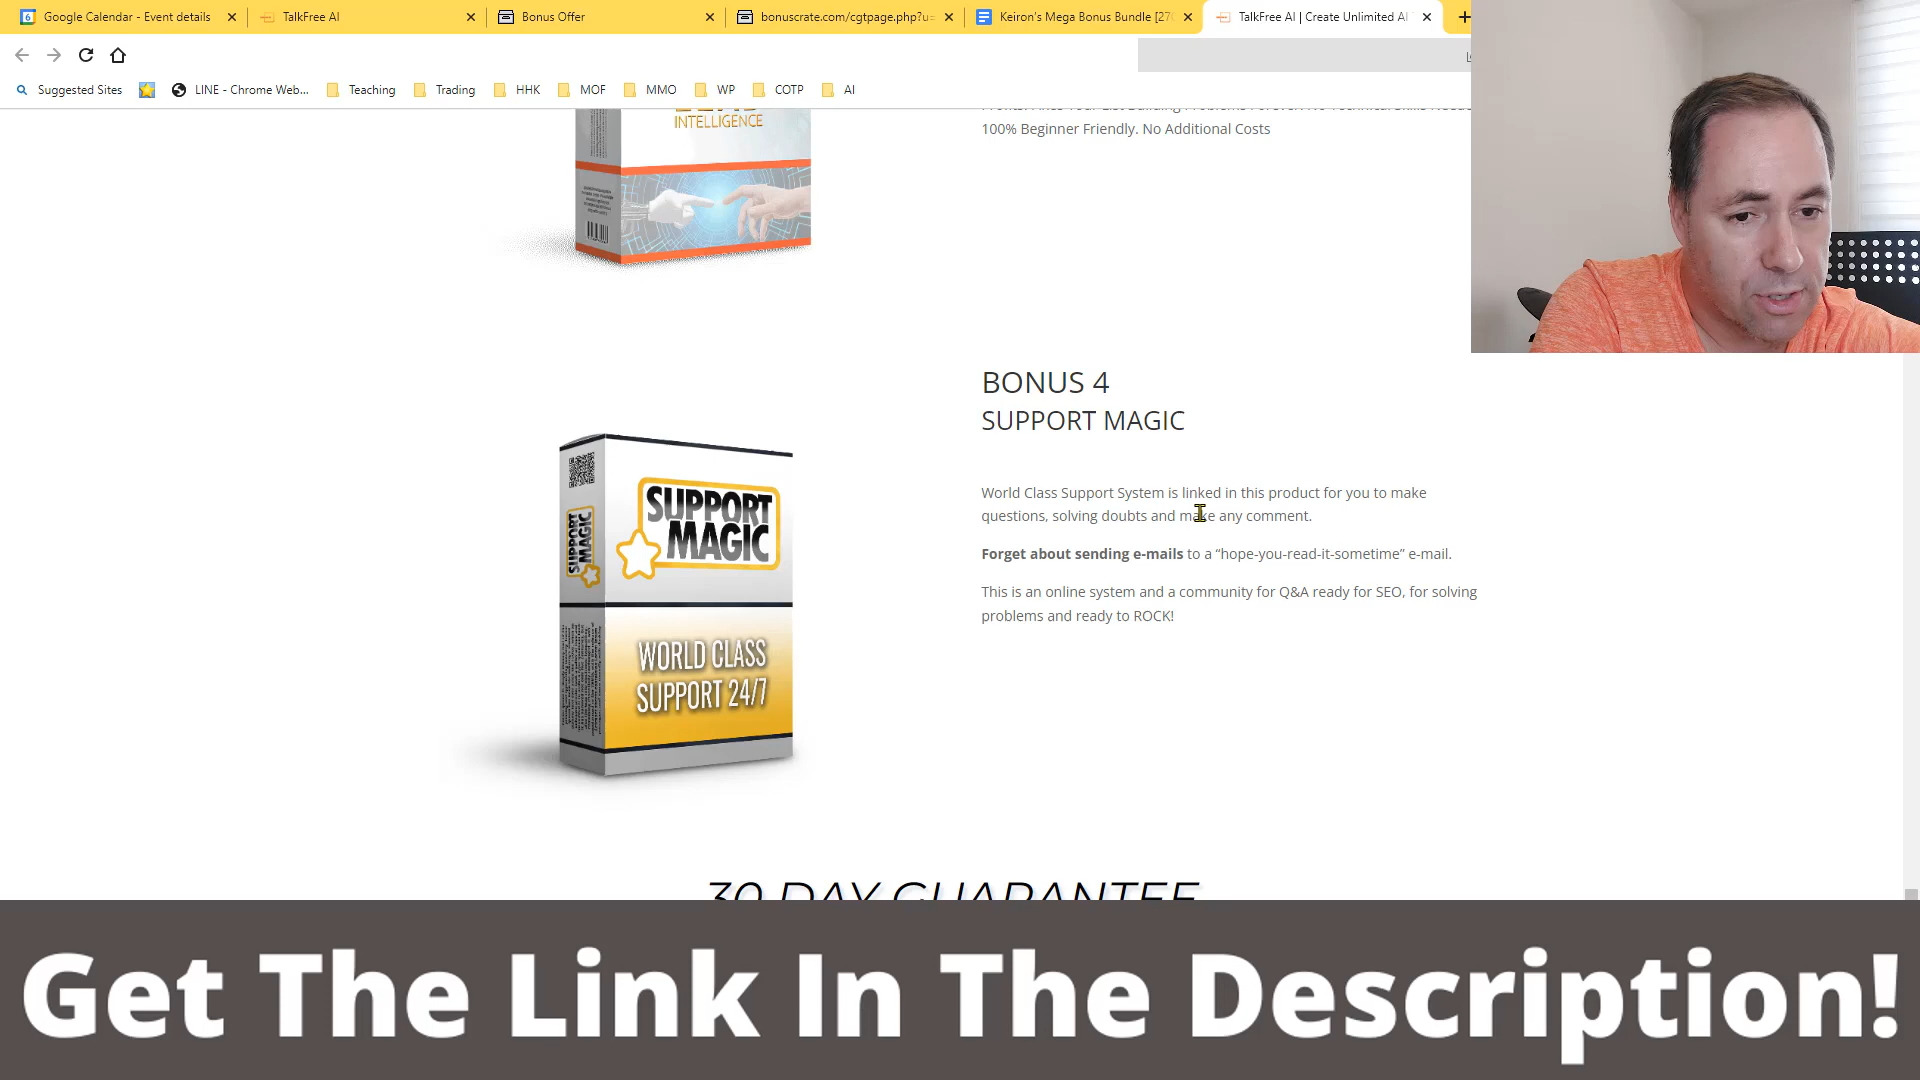 Google Calendar - Event details
TalkFree AI
Bonus Offer
bonuscrate.com/cgtpage.php?u=
Keiron's Mega Bonus Bundle [27
TalkFree AI | Create Unlimited AI
Suggested Sites
LINE - Chrome Web...
Teaching
Trading
HHK
MOF
MMO
WP
COTP
AI
INTELLIGENCE
100% Beginner Friendly. No Additional Costs
BONUS 4
SUPPORT MAGIC
World Class Support System is linked in this product for you to make
questions, solving doubts and make any comment.
Forget about sending e-mails to a “hope-you-read-it-sometime” e-mail.
This is an online system and a community for Q&A ready for SEO, for solving
problems and ready to ROCK!
SUPPORT
MAGIC
SUPPORT
MAGIC
WORLD CLASS
SUPPORT 24/7
30 DAY GUARANTEE
Get The Link In The Description!